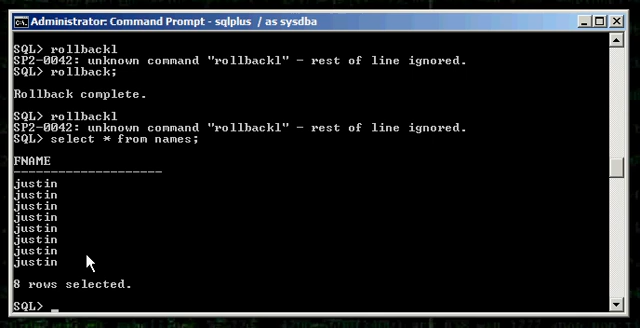 Administrator: Command Prompt - sqlplus / as sysdba
SQL> rollbackl
SP2-0042: unknown command "rollbackl" - rest of line ignored.
SQL> rollback;
Rollback complete.
SQL> rollbackl
SP2-0042: unknown command "rollbackl" - rest of line ignored.
SQL> select * from names;
FNAME
--------------------
justin
justin
justin
justin
justin
justin
justin
justin
8 rows selected.
SQL> _